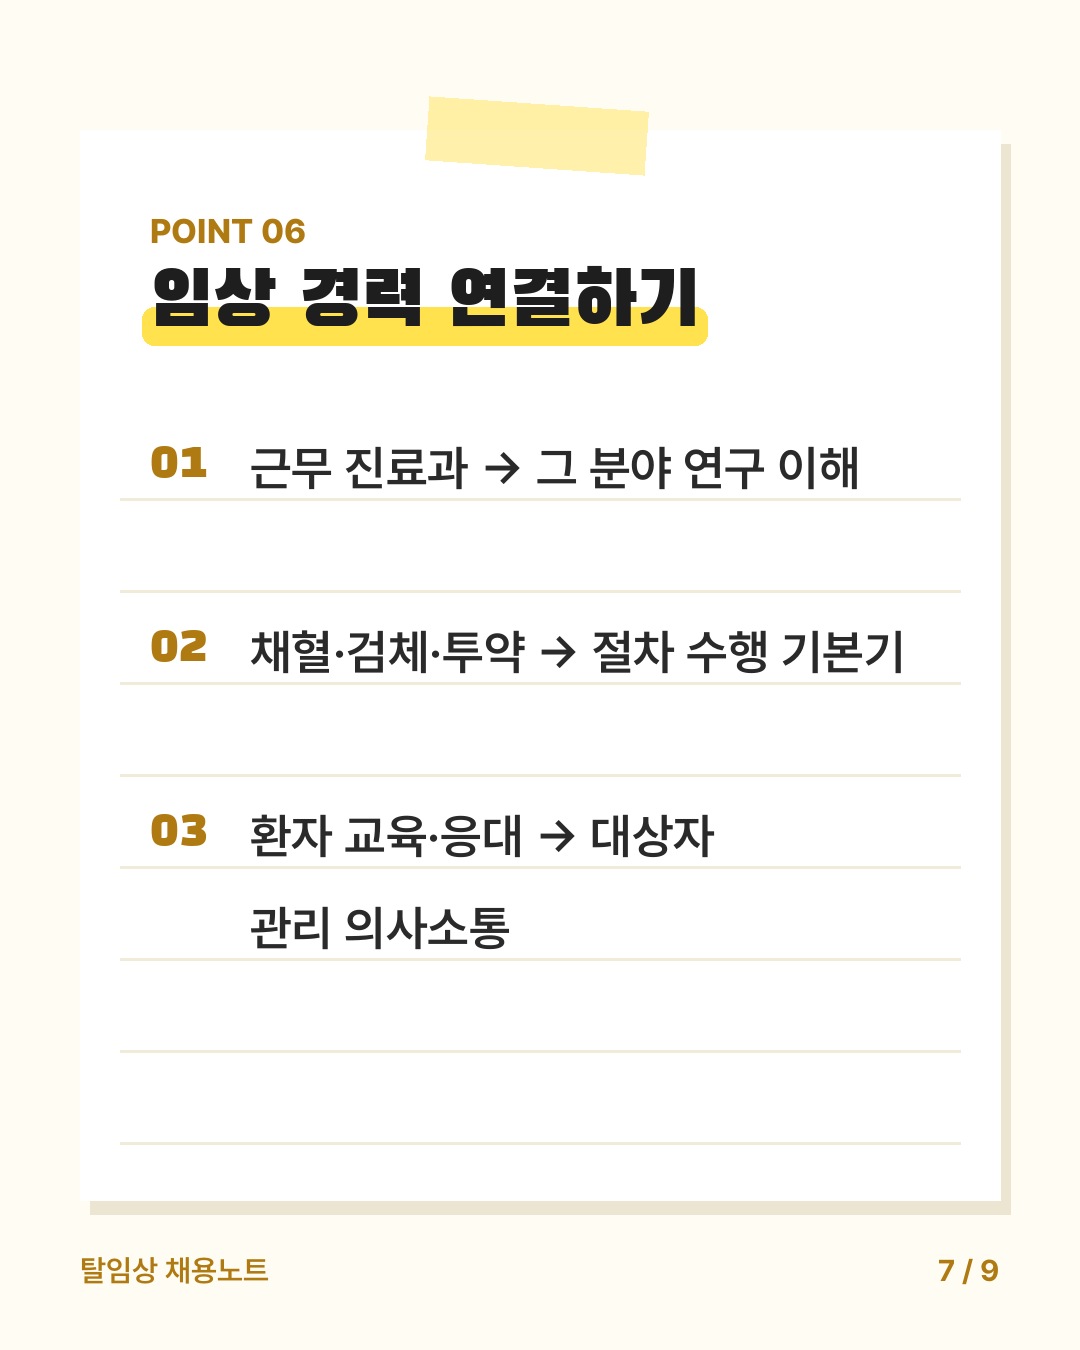 POINT 06
임상 경력 연결하기
01 근무 진료과 → 그 분야 연구 이해
02 채혈·검체·투약 → 절차 수행 기본기
03 환자 교육·응대 → 대상자
관리 의사소통
탈임상 채용노트
7 / 9